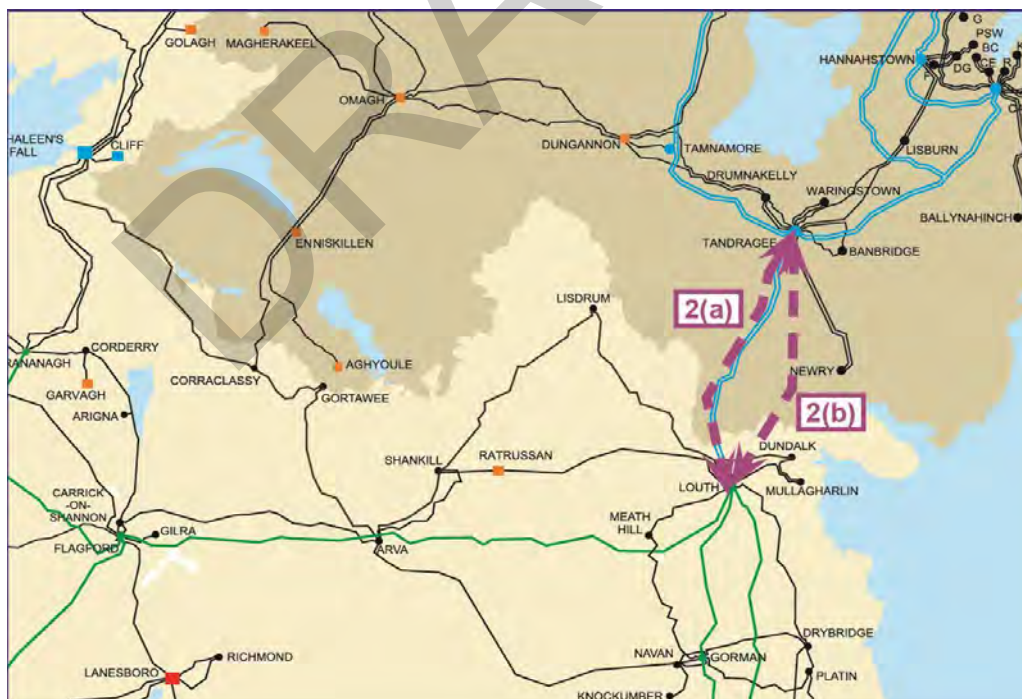 DRA
GOLAGH
MAGHERAKEEL
G
PSW
BC
HANNAHSTOWN
CE
R
K
DG
OMAGH
HALEEN'S
FALL
CLIFF
DUNGANNON
TAMNAMORE
LISBURN
DRUMNAKELLY
WARINGSTOWN
BALLYNAHINCH
ENNISKILLEN
TANDRAGEE
BANBRIDGE
LISDRUM
2(a)
RANANAGH
CORDERRY
AGHYOULE
CORRACLASSY
NEWRY
GARVAGH
GORTAWEE
ARIGNA
2(b)
DUNDALK
SHANKILL
RATRUSSAN
LOUTH
MULLAGHARLIN
CARRICK
-ON-
SHANNON
GILRA
MEATH
HILL
FLAGFORD
ARVA
DRYBRIDGE
RICHMOND
NAVAN
GORMAN
LANESBORO
PLATIN
KNOCKUMBER